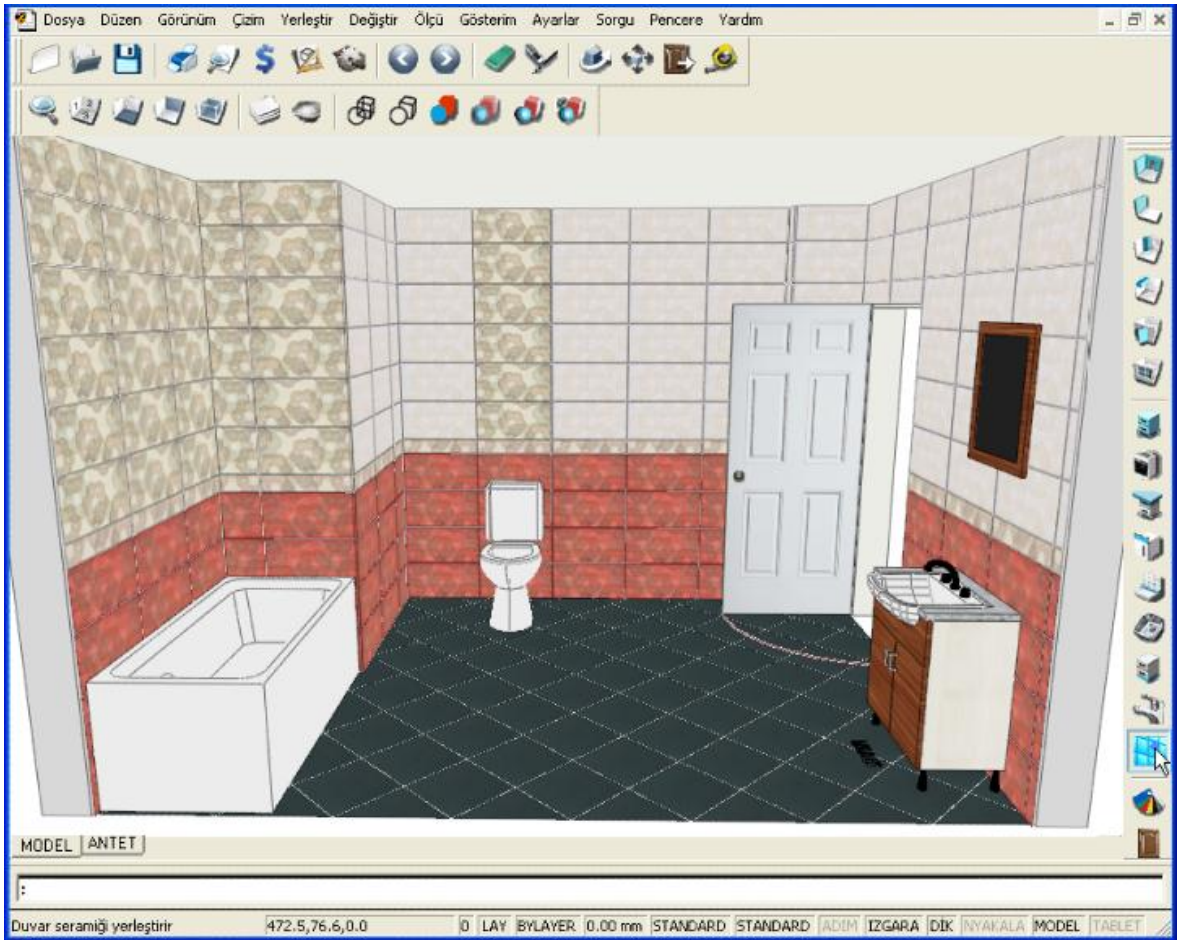 Dosya Düzen Görünüm Çizim Yerleştir Değiştir Ölçü Gösterim Ayarlar Sorgu Pencere Yardım
MODEL ANTET
:
Duvar seramiği yerleştirir 472.5,76.6,0.0 0 LAY BYLAYER 0.00 mm STANDARD STANDARD ADIM IZGARA DİK NYAKALA MODEL TABLET